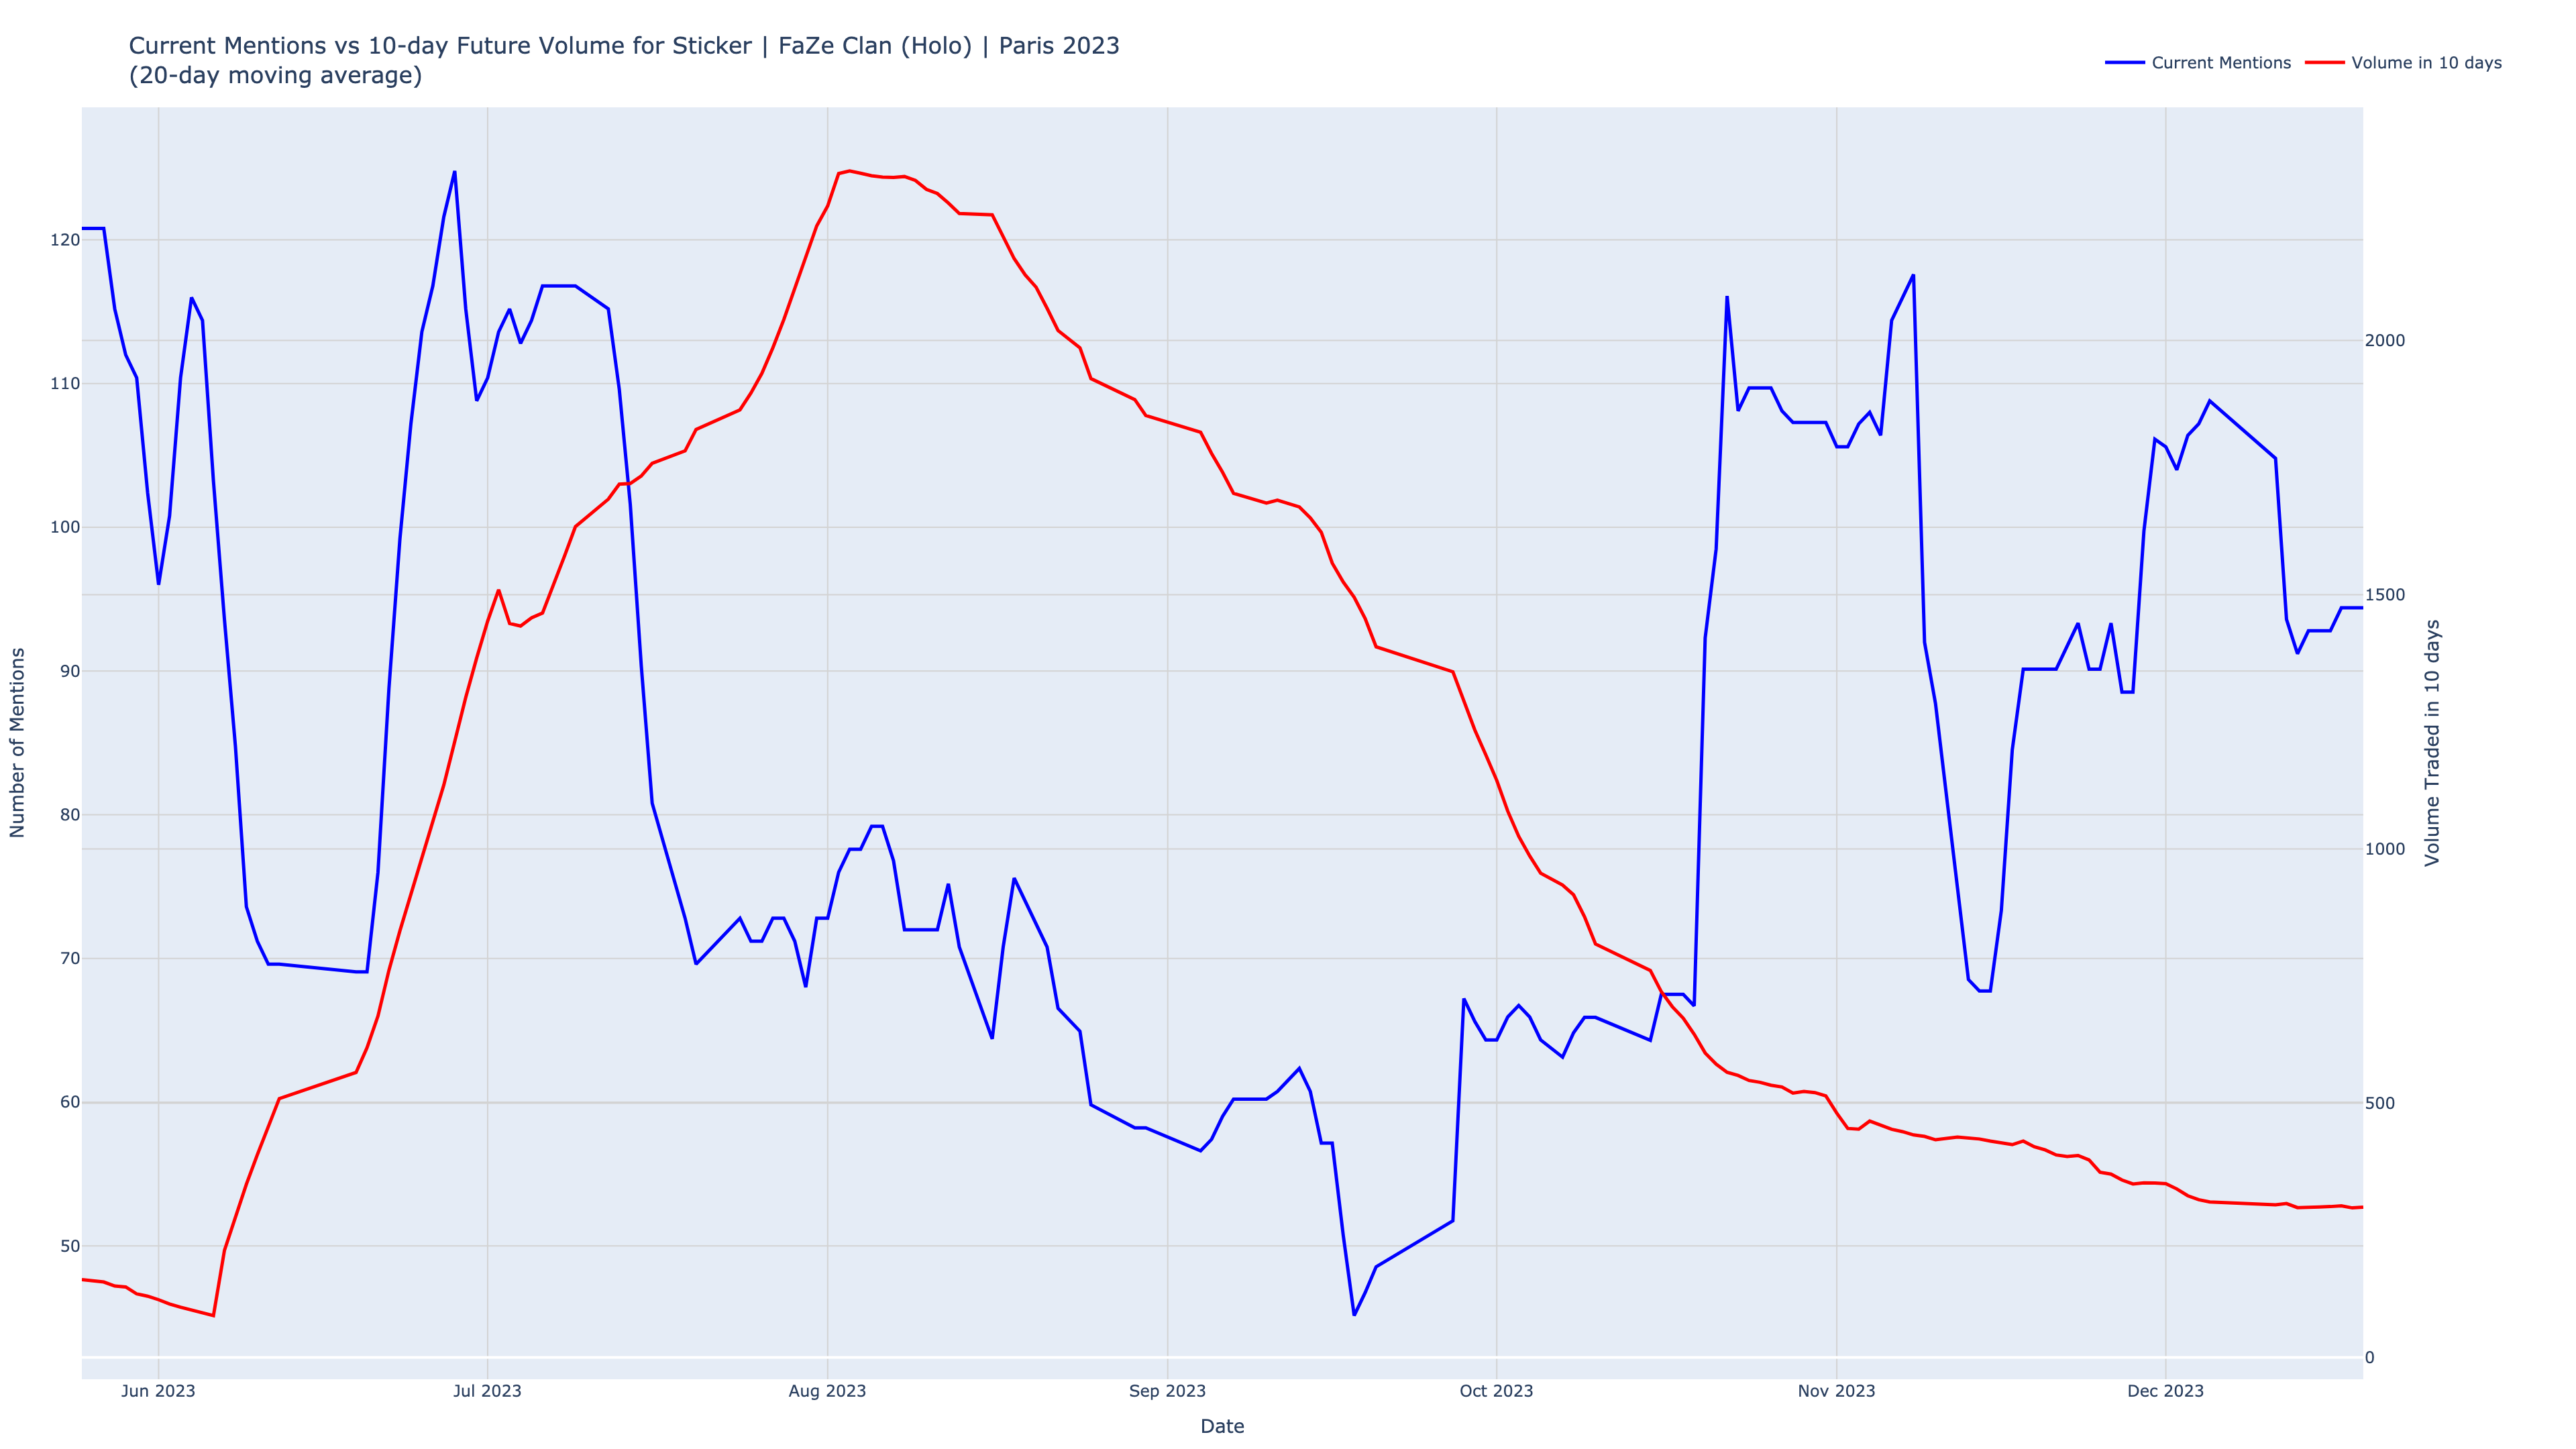 Current Mentions vs 10-day Future Volume for Sticker | FaZe Clan (Holo) | Paris 2023
(20-day moving average)
Current Mentions
Volume in 10 days
Number of Mentions
120
110
100
90
80
70
60
50
2000
1500
1000
500
0
Volume Traded in 10 days
Jun 2023
Jul 2023
Aug 2023
Sep 2023
Oct 2023
Nov 2023
Dec 2023
Date